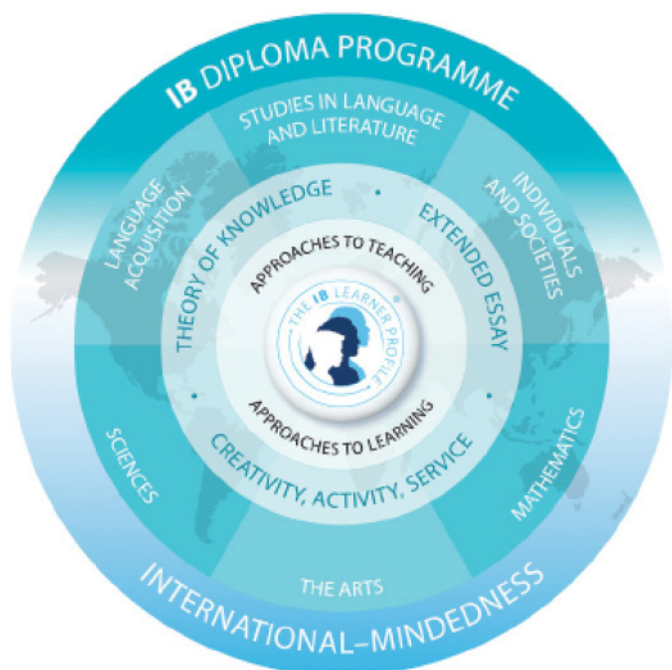 IB DIPLOMA PROGRAMME
STUDIES IN LANGUAGE
AND LITERATURE
LANGUAGE
ACQUISITION
INDIVIDUALS
AND SOCIETIES
THEORY OF KNOWLEDGE
EXTENDED ESSAY
APPROACHES TO TEACHING
THE IB LEARNER PROFILE
®
APPROACHES TO LEARNING
CREATIVITY, ACTIVITY, SERVICE
SCIENCES
MATHEMATICS
THE ARTS
INTERNATIONAL–MINDEDNESS